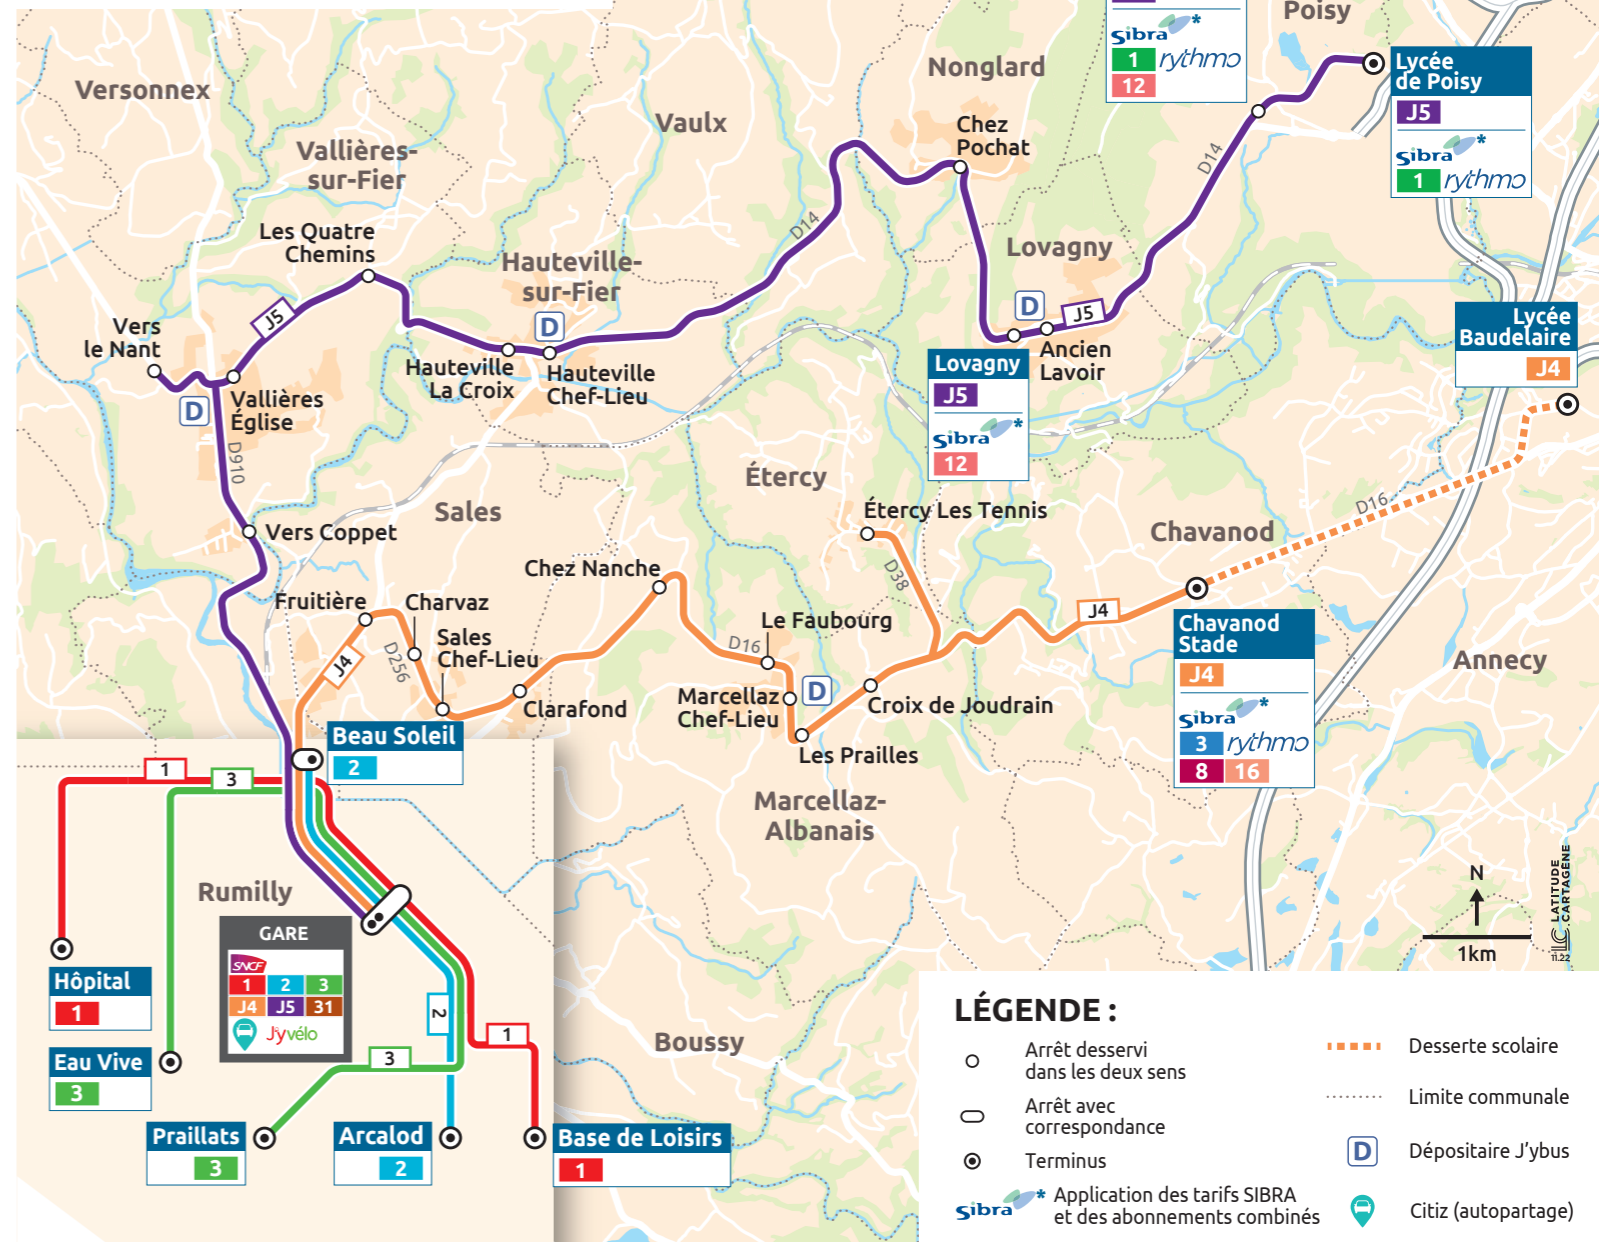 Poisy
Sibra*
1 rythmo
12
Lycée
de Poisy
J5
Sibra*
1 rythmo
Versonnex
Vallières-
sur-Fier
Vaulx
Nonglard
Chez
Pochat
D14
D14
Les Quatre
Chemins
Hauteville-
sur-Fier
Lovagny
D
D
J5
J5
Vers
le Nant
D
Vallières
Église
Hauteville
La Croix
Hauteville
Chef-Lieu
Ancien
Lavoir
Lovagny
J5
Sibra*
12
Lycée
Baudelaire
J4
D910
Étercy
Étercy Les Tennis
D16
Sales
Vers Coppet
Chavanod
Chez Nanche
D38
Fruitière
Charvaz
Sales
Chef-Lieu
D256
J4
Le Faubourg
D16
J4
Chavanod
Stade
J4
Sibra*
3 rythmo
8 16
Annecy
Clarafond
Marcellaz
Chef-Lieu
D
Croix de Joudrain
Les Prailles
Marcellaz-
Albanais
Beau Soleil
2
1
3
Rumilly
GARE
SNCF
1 2 3
J4 J5 31
J'yvélo
Hôpital
1
Eau Vive
3
2
1
3
Praillats
3
Arcalod
2
Base de Loisirs
1
Boussy
N
1km
LATITUDE
CARTAGÈNE
11.22
LÉGENDE :
Arrêt desservi
dans les deux sens
Arrêt avec
correspondance
Terminus
Sibra* Application des tarifs SIBRA
et des abonnements combinés
Desserte scolaire
Limite communale
D Dépositaire J'ybus
Citiz (autopartage)